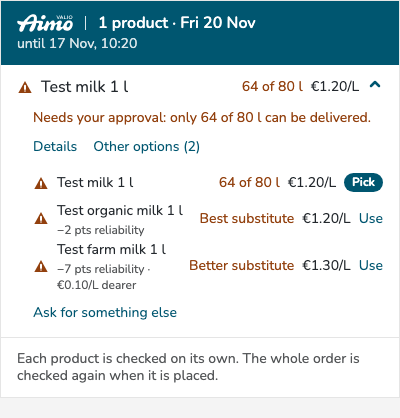 Aimo VALIO | 1 product · Fri 20 Nov
until 17 Nov, 10:20
Test milk 1 l 64 of 80 l €1.20/L
Needs your approval: only 64 of 80 l can be delivered.
Details Other options (2)
Test milk 1 l 64 of 80 l €1.20/L Pick
Test organic milk 1 l Best substitute €1.20/L Use
−2 pts reliability
Test farm milk 1 l
−7 pts reliability · Better substitute €1.30/L Use
€0.10/L dearer
Ask for something else
Each product is checked on its own. The whole order is
checked again when it is placed.